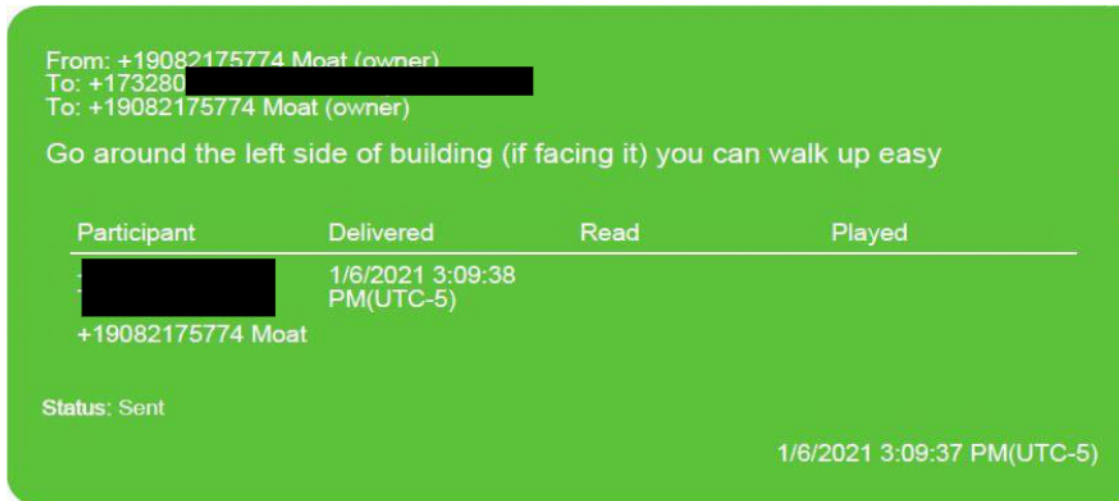 From: +19082175774 Moat (owner)
To: +173280
To: +19082175774 Moat (owner)
Go around the left side of building (if facing it) you can walk up easy
Participant Delivered Read Played
1/6/2021 3:09:38
PM(UTC-5)
+19082175774 Moat
Status: Sent
1/6/2021 3:09:37 PM(UTC-5)